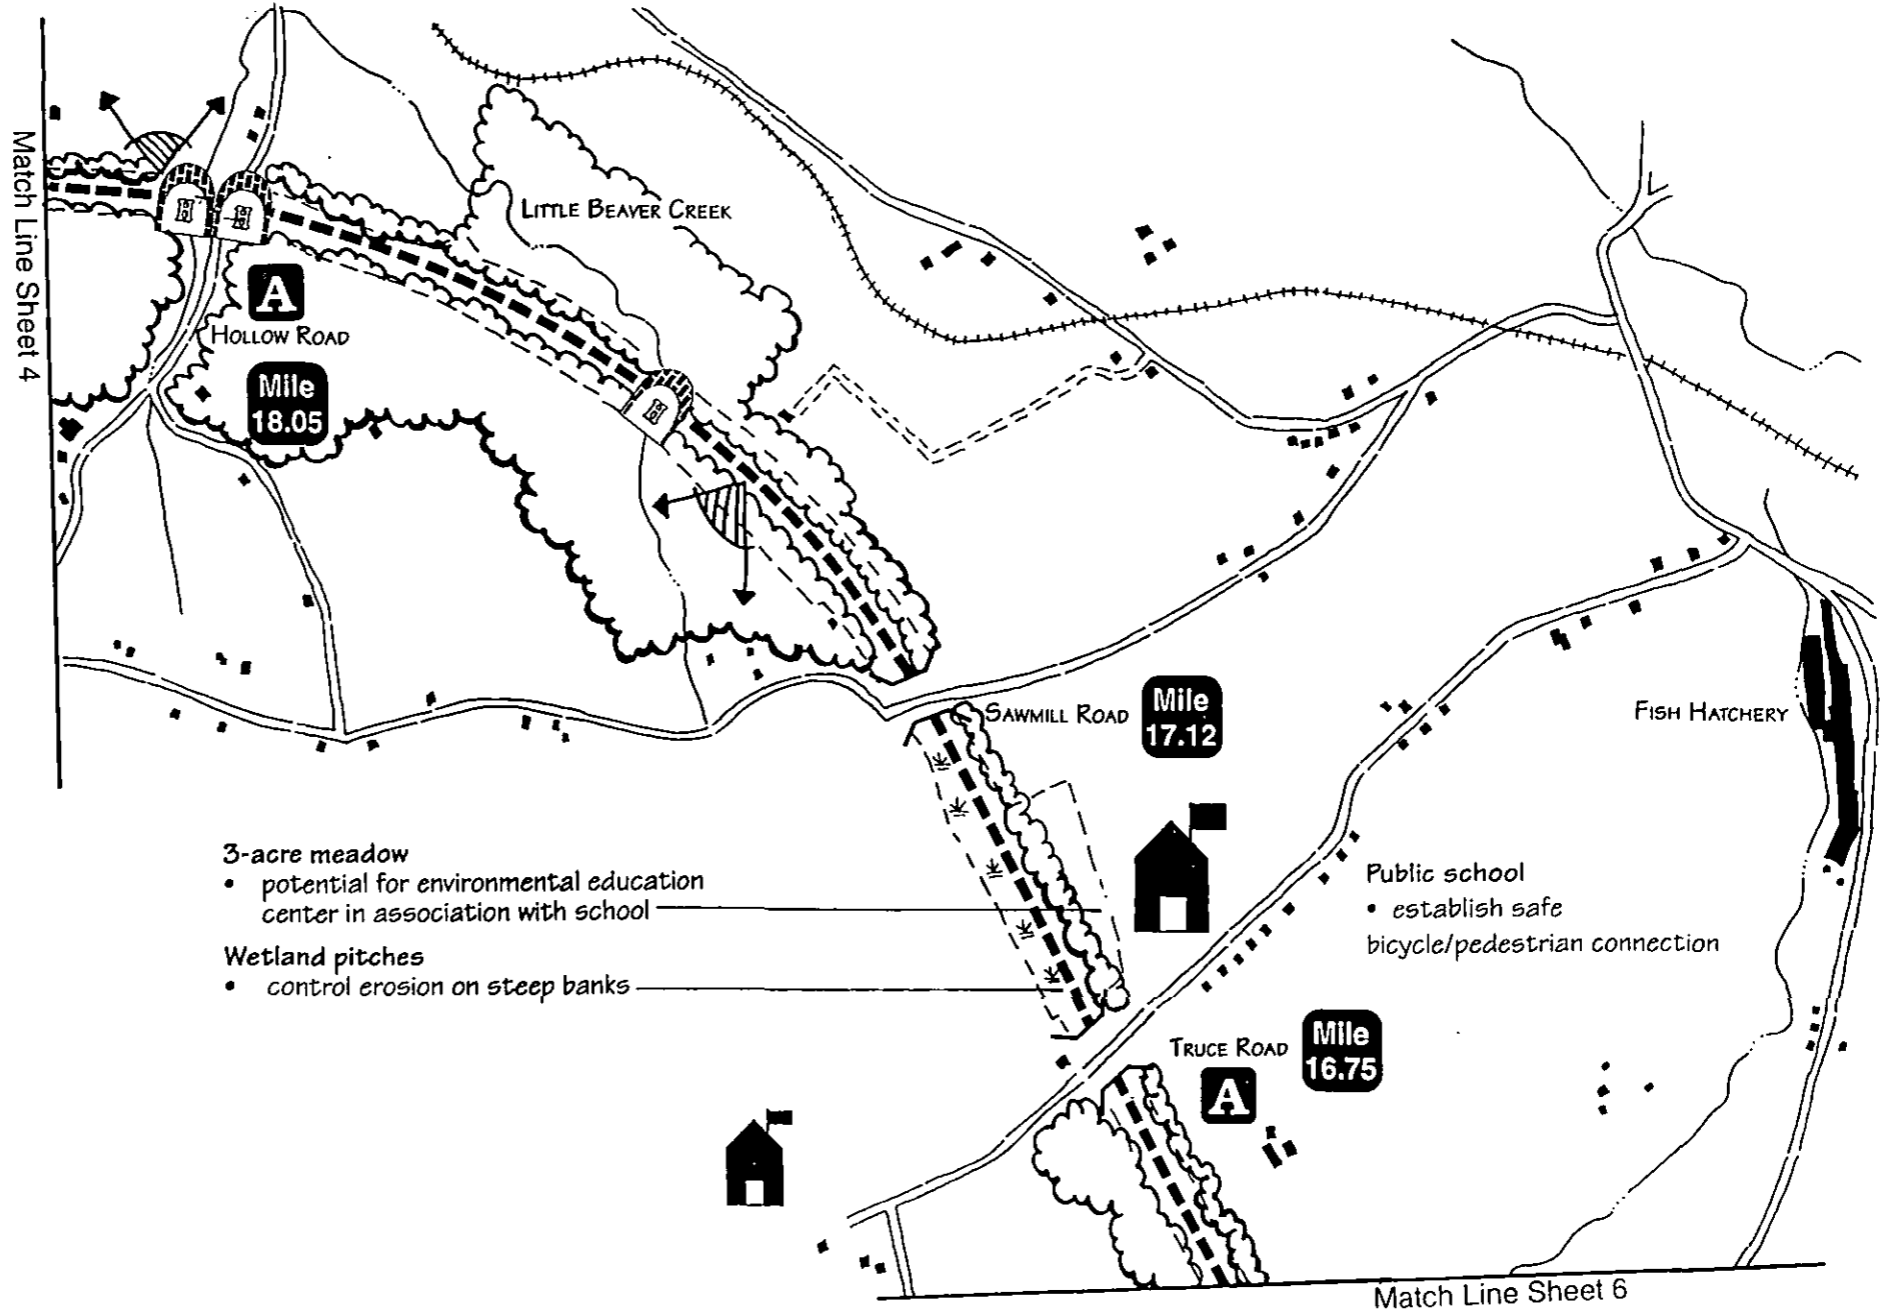 Match Line Sheet 4
LITTLE BEAVER CREEK
A
HOLLOW ROAD
Mile
18.05
SAWMILL ROAD
Mile
17.12
FISH HATCHERY
3-acre meadow
• potential for environmental education
center in association with school
Wetland pitches
• control erosion on steep banks
Public school
• establish safe
bicycle/pedestrian connection
TRUCE ROAD
Mile
16.75
A
Match Line Sheet 6